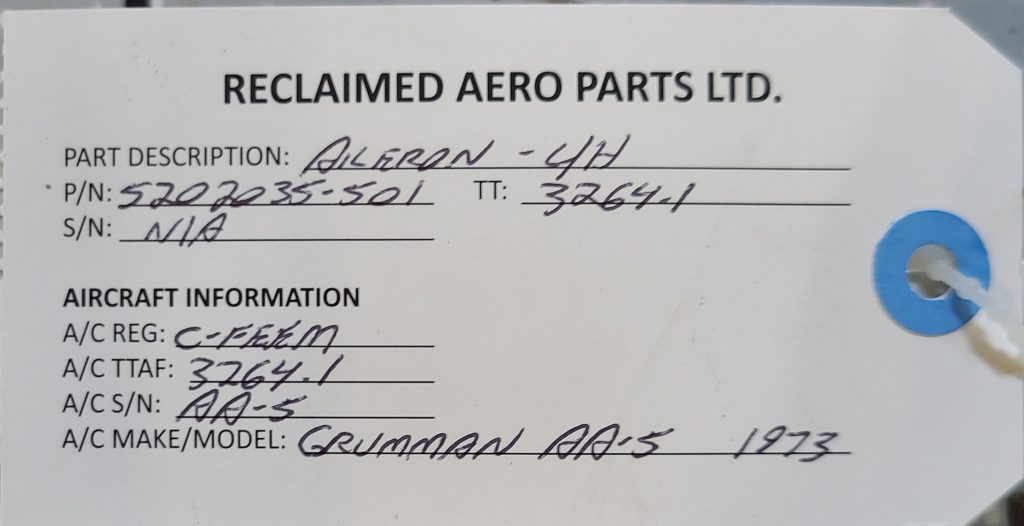 RECLAIMED AERO PARTS LTD.
PART DESCRIPTION: AILERON - L/H
P/N: 5202035-501 TT: 3264.1
S/N: N/A
AIRCRAFT INFORMATION
A/C REG: C-FEEM
A/C TTAF: 3264.1
A/C S/N: AA-5
A/C MAKE/MODEL: GRUMMAN AA-5 1973